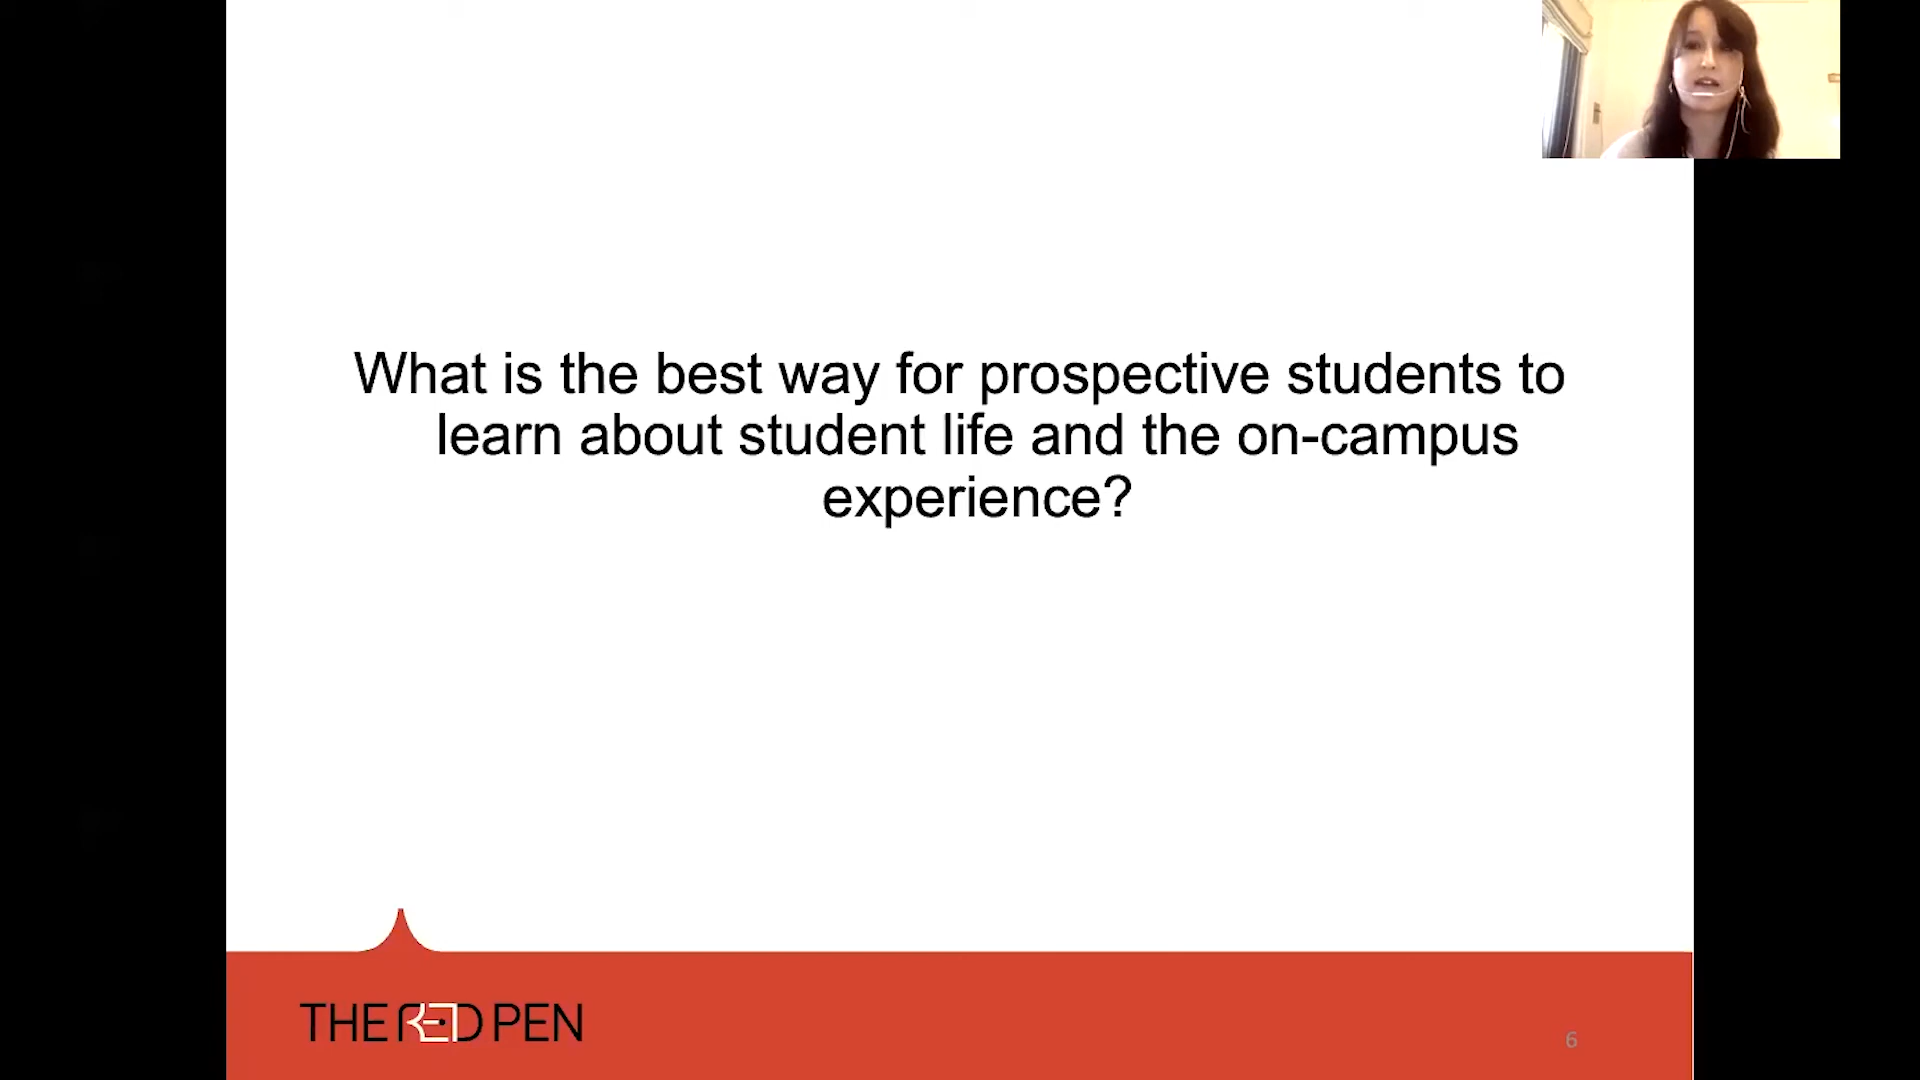 What is the best way for prospective students to
learn about student life and the on-campus
experience?
THE RED PEN
6